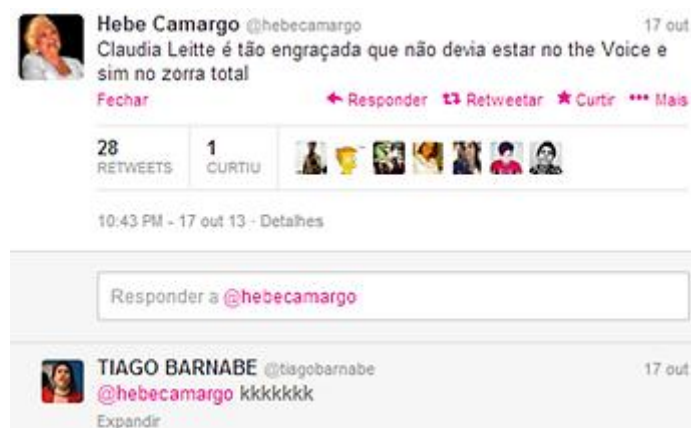 Hebe Camargo @hebecamargo 17 out
Claudia Leitte é tão engraçada que não devia estar no the Voice e
sim no zorra total
Fechar Responder Retweetar Curtir Mais
28 1
RETWEETS CURTIU
10:43 PM - 17 out 13 · Detalhes
Responder a @hebecamargo
TIAGO BARNABE @tiagobarnabe 17 out
@hebecamargo kkkkkkk
Expandir